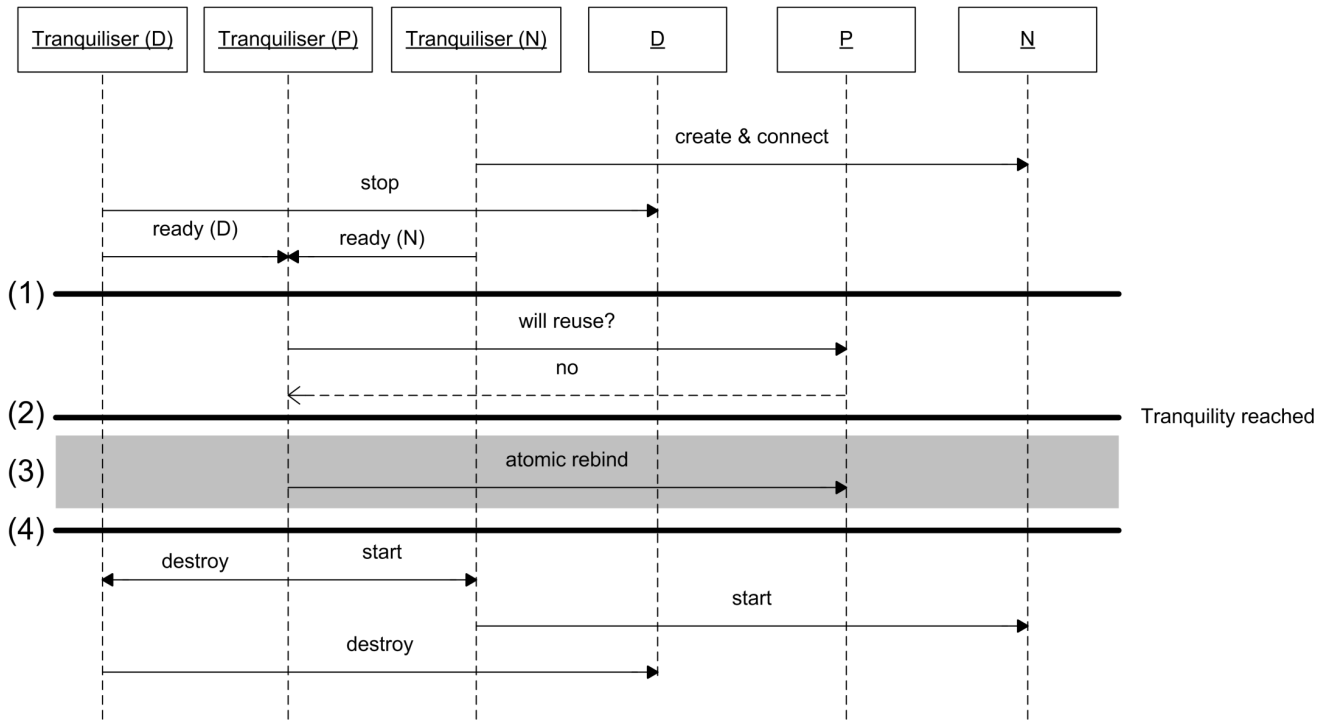 Tranquiliser (D)
Tranquiliser (P)
Tranquiliser (N)
D
P
N
create & connect
stop
ready (D)
ready (N)
(1)
will reuse?
no
(2)
Tranquility reached
(3)
atomic rebind
(4)
destroy
start
start
destroy